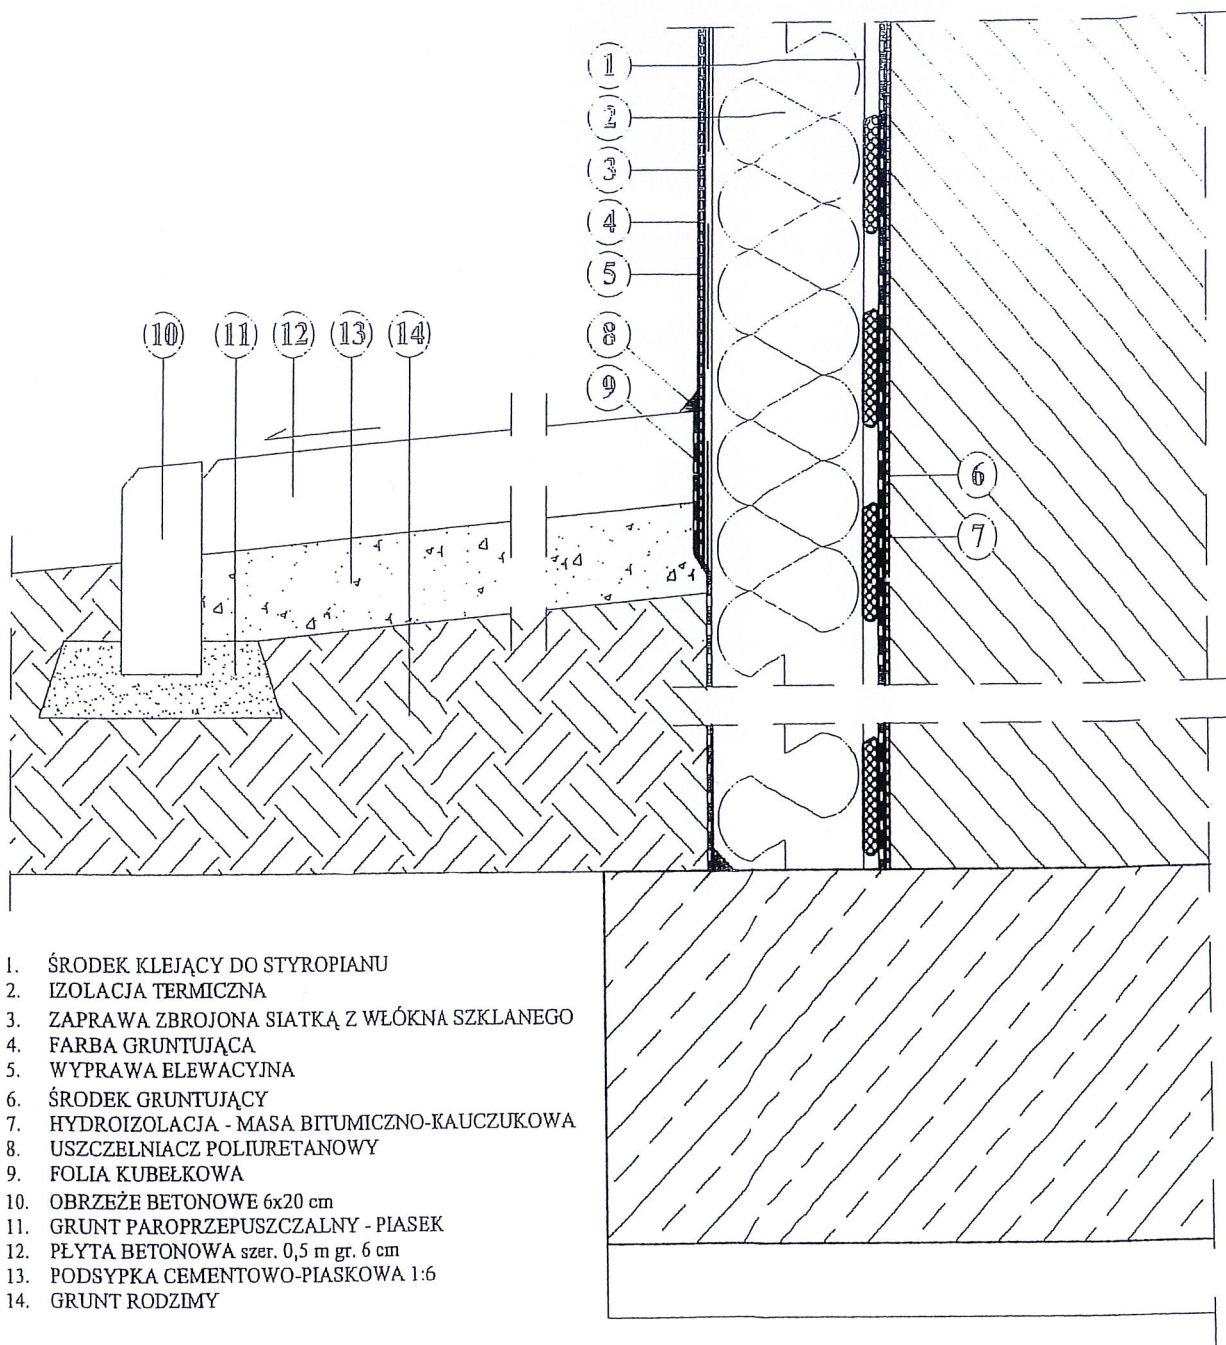 1
2
3
4
5
8
9
10 11 12 13 14
6
7
1. ŚRODEK KLEJĄCY DO STYROPIANU
2. IZOLACJA TERMICZNA
3. ZAPRAWA ZBROJONA SIATKĄ Z WŁÓKNA SZKLANEGO
4. FARBA GRUNTUJĄCA
5. WYPRAWA ELEWACYJNA
6. ŚRODEK GRUNTUJĄCY
7. HYDROIZOLACJA - MASA BITUMICZNO-KAUCZUKOWA
8. USZCZELNIACZ POLIURETANOWY
9. FOLIA KUBEŁKOWA
10. OBRZEŻE BETONOWE 6x20 cm
11. GRUNT PAROPRZEPUSZCZALNY - PIASEK
12. PŁYTA BETONOWA szer. 0,5 m gr. 6 cm
13. PODSYPKA CEMENTOWO-PIASKOWA 1:6
14. GRUNT RODZIMY